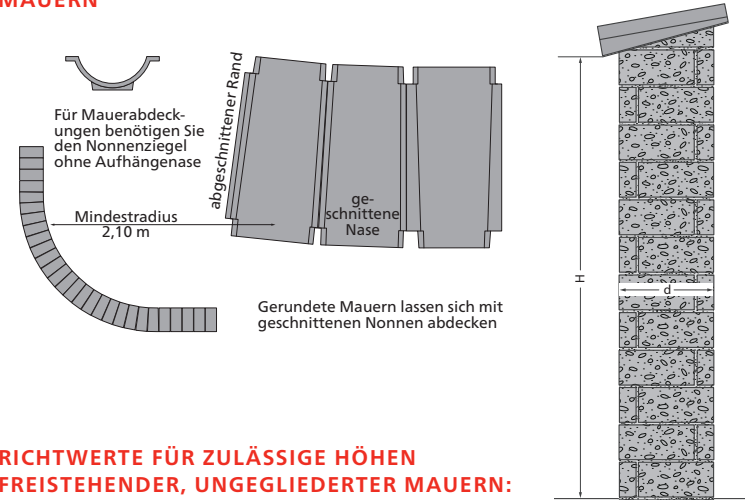 MAUERN
Für Mauerabdeck-
ungen benötigen Sie
den Nonnenziegel
ohne Aufhängenase
abgeschnittener Rand
ge-
schnittene
Nase
Mindestradius
2,10 m
Gerundete Mauern lassen sich mit
geschnittenen Nonnen abdecken
H
d
RICHTWERTE FÜR ZULÄSSIGE HÖHEN
FREISTEHENDER, UNGEGLIEDERTER MAUERN: